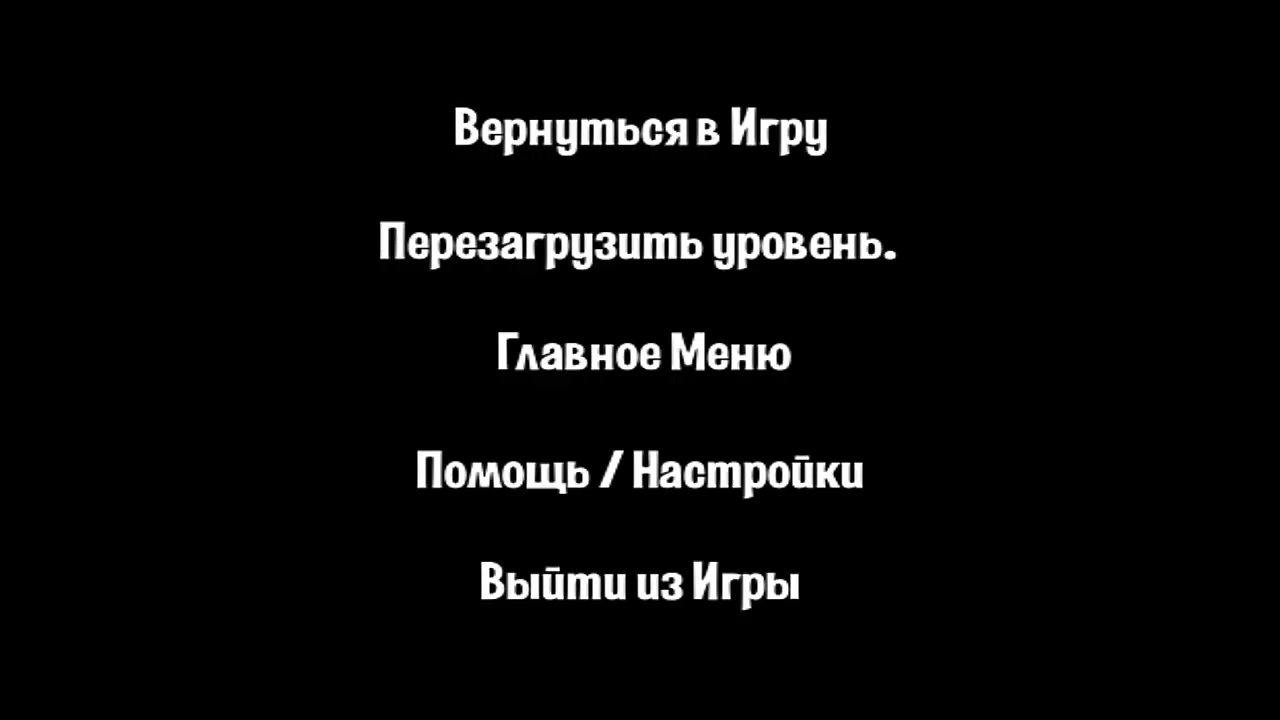 Вернуться в Игру
Перезагрузить уровень.
Главное Меню
Помощь / Настройки
Выйти из Игры